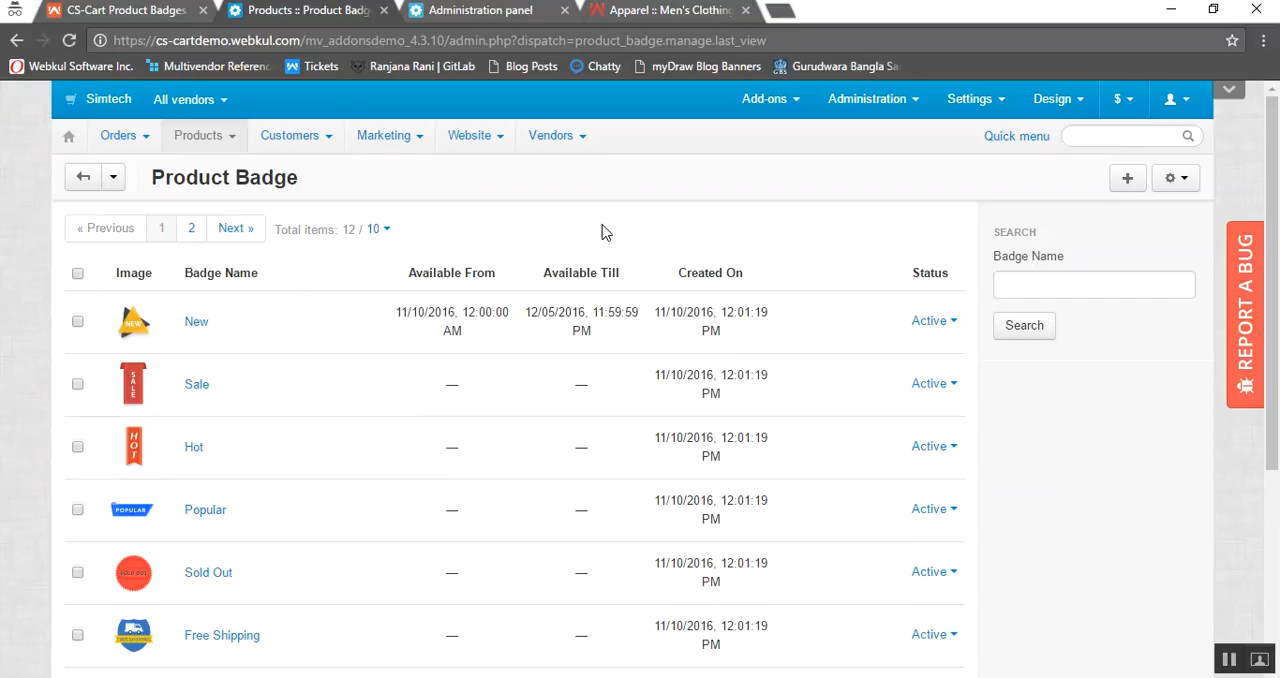 CS-Cart Product Badges
Products :: Product Badg
Administration panel
Apparel :: Men's Clothing
https://cs-cartdemo.webkul.com/mv_addonsdemo_4.3.10/admin.php?dispatch=product_badge.manage.last_view
Webkul Software Inc.
Multivendor Referenc
Tickets
Ranjana Rani | GitLab
Blog Posts
Chatty
myDraw Blog Banners
Gurudwara Bangla Sa
Simtech
All vendors
Add-ons
Administration
Settings
Design
$
Orders
Products
Customers
Marketing
Website
Vendors
Quick menu
Product Badge
« Previous
1
2
Next »
Total items: 12 / 10
SEARCH
Badge Name
Search
Image
Badge Name
Available From
Available Till
Created On
Status
NEW
New
11/10/2016, 12:00:00
AM
12/05/2016, 11:59:59
PM
11/10/2016, 12:01:19
PM
Active
SALE
Sale
—
—
11/10/2016, 12:01:19
PM
Active
HOT
Hot
—
—
11/10/2016, 12:01:19
PM
Active
POPULAR
Popular
—
—
11/10/2016, 12:01:19
PM
Active
SOLD OUT
Sold Out
—
—
11/10/2016, 12:01:19
PM
Active
FREE SHIPPING
Free Shipping
—
—
11/10/2016, 12:01:19
PM
Active
REPORT A BUG